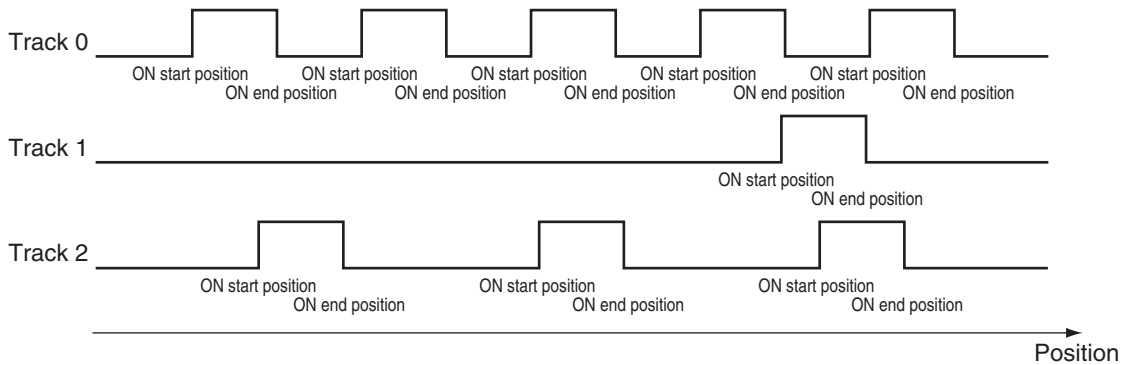 Track 0
ON start position ON start position ON start position ON start position ON start position
ON end position ON end position ON end position ON end position ON end position
Track 1
ON start position
ON end position
Track 2
ON start position ON start position ON start position
ON end position ON end position ON end position
Position